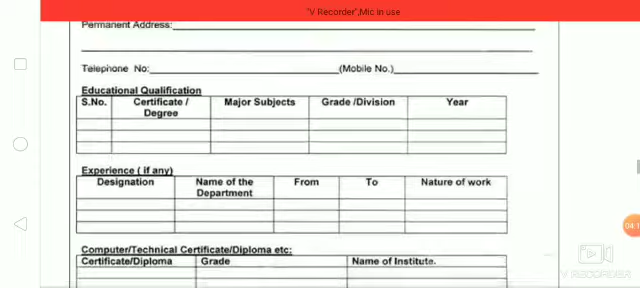 "V Recorder",Mic in use
Permanent Address:
Telephone No: (Mobile No.)
Educational Qualification
S.No. Certificate / Degree Major Subjects Grade /Division Year
Experience ( if any)
Designation Name of the Department From To Nature of work
Computer/Technical Certificate/Diploma etc:
Certificate/Diploma Grade Name of Institute.
V RECORDER